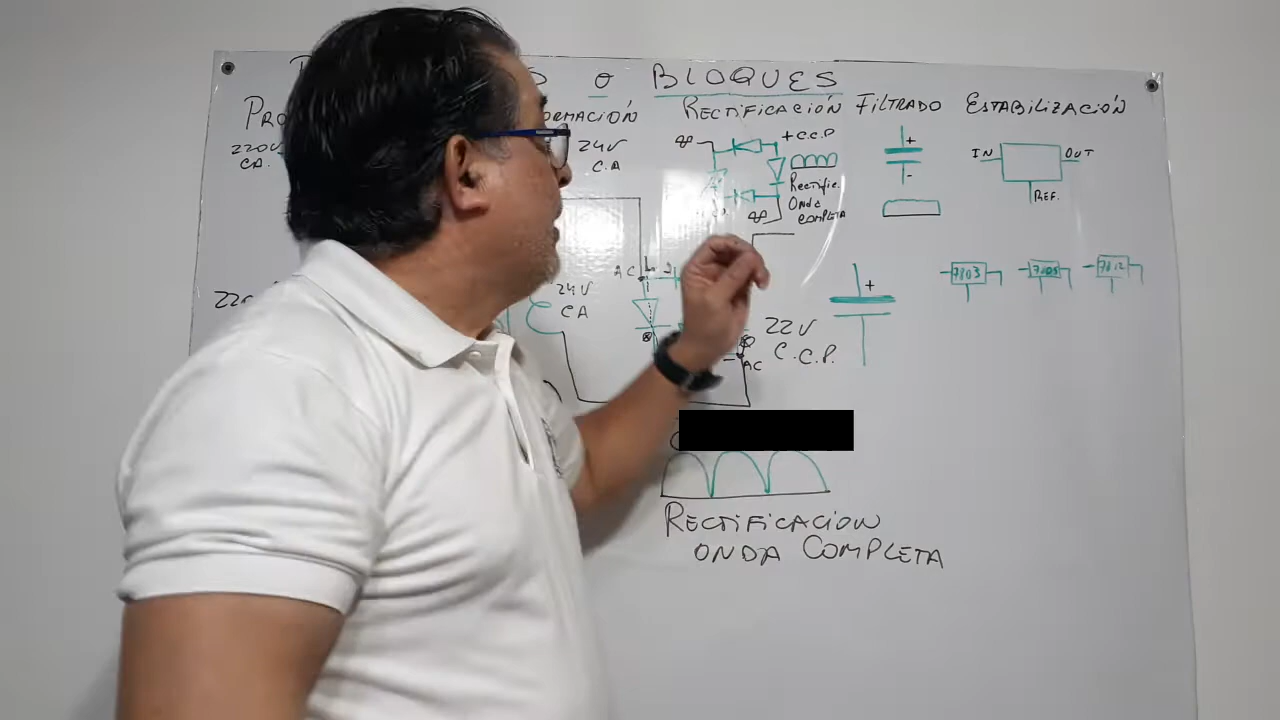 O BLOQUES
RECTIFICACIÓN FILTRADO ESTABILIZACIÓN
220V
CA.
24V
C.A
+C.C.P
Rectific.
Onda
COMPLETA
+
-
IN OUT
REF.
AC
24V
CA
22V
C.C.P.
AC
+
7805 7812
RECTIFICACION
ONDA COMPLETA